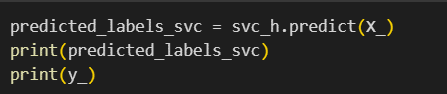 predicted_labels_svc = svc_h.predict(X_)
print(predicted_labels_svc)
print(y_)